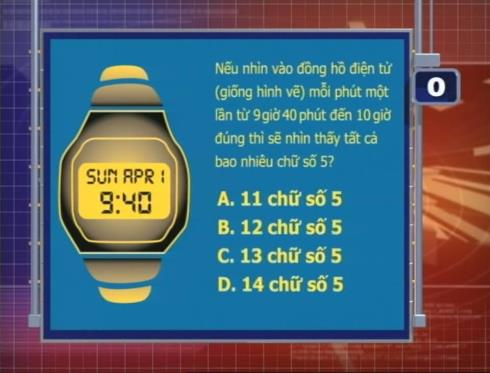 Nếu nhìn vào đồng hồ điện tử
(giống hình vẽ) mỗi phút một
lần từ 9 giờ 40 phút đến 10 giờ
đúng thì sẽ nhìn thấy tất cả
bao nhiêu chữ số 5?
A. 11 chữ số 5
B. 12 chữ số 5
C. 13 chữ số 5
D. 14 chữ số 5
SUN APR 1
9:40
0